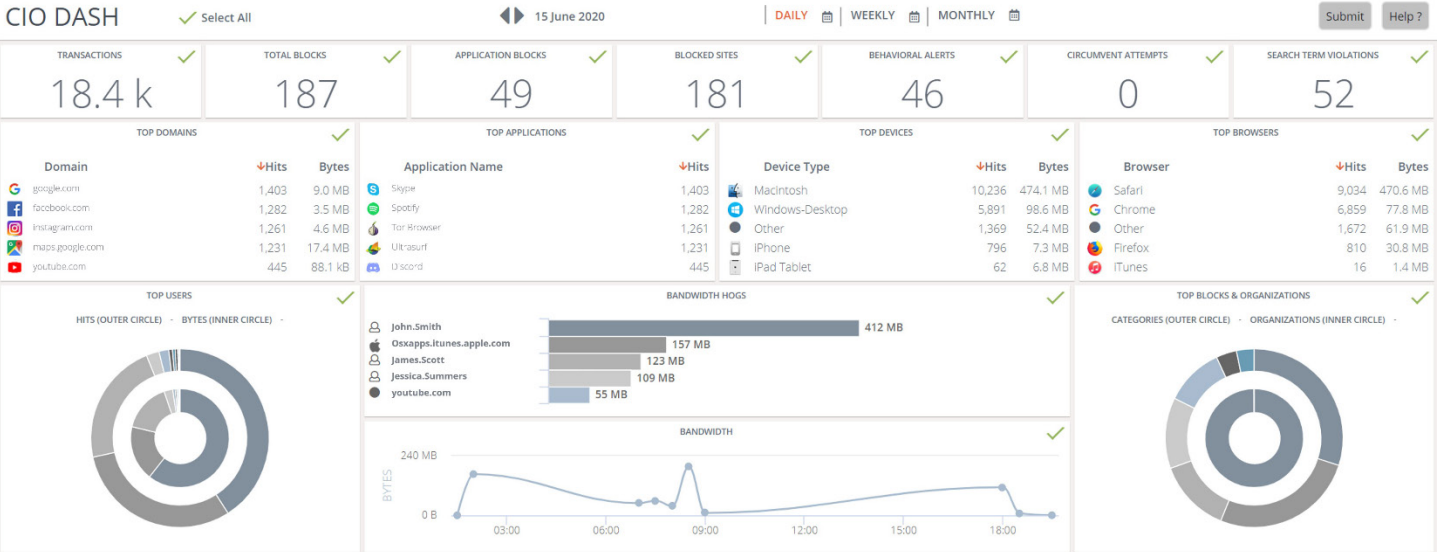 CIO DASH Select All 15 June 2020 DAILY WEEKLY MONTHLY Submit Help ?
TRANSACTIONS TOTAL BLOCKS APPLICATION BLOCKS BLOCKED SITES BEHAVIORAL ALERTS CIRCUMVENT ATTEMPTS SEARCH TERM VIOLATIONS
18.4 k 187 49 181 46 0 52
TOP DOMAINS
Domain Hits Bytes
google.com 1,403 9.0 MB
facebook.com 1,282 3.5 MB
instagram.com 1,261 4.6 MB
maps.google.com 1,231 17.4 MB
youtube.com 445 88.1 kB
TOP APPLICATIONS
Application Name Hits
Skype 1,403
Spotify 1,282
Tor Browser 1,261
Ultrasurf 1,231
Discord 445
TOP DEVICES
Device Type Hits Bytes
Macintosh 10,236 474.1 MB
Windows-Desktop 5,891 98.6 MB
Other 1,369 52.4 MB
iPhone 796 7.3 MB
iPad Tablet 62 6.8 MB
TOP BROWSERS
Browser Hits Bytes
Safari 9,034 470.6 MB
Chrome 6,859 77.8 MB
Other 1,672 61.9 MB
Firefox 810 30.8 MB
iTunes 16 1.4 MB
TOP USERS
HITS (OUTER CIRCLE) - BYTES (INNER CIRCLE) -
BANDWIDTH HOGS
John.Smith 412 MB
Osxapps.itunes.apple.com 157 MB
James.Scott 123 MB
Jessica.Summers 109 MB
youtube.com 55 MB
BANDWIDTH
240 MB
BYTES
0 B
03:00 06:00 09:00 12:00 15:00 18:00
TOP BLOCKS & ORGANIZATIONS
CATEGORIES (OUTER CIRCLE) - ORGANIZATIONS (INNER CIRCLE) -